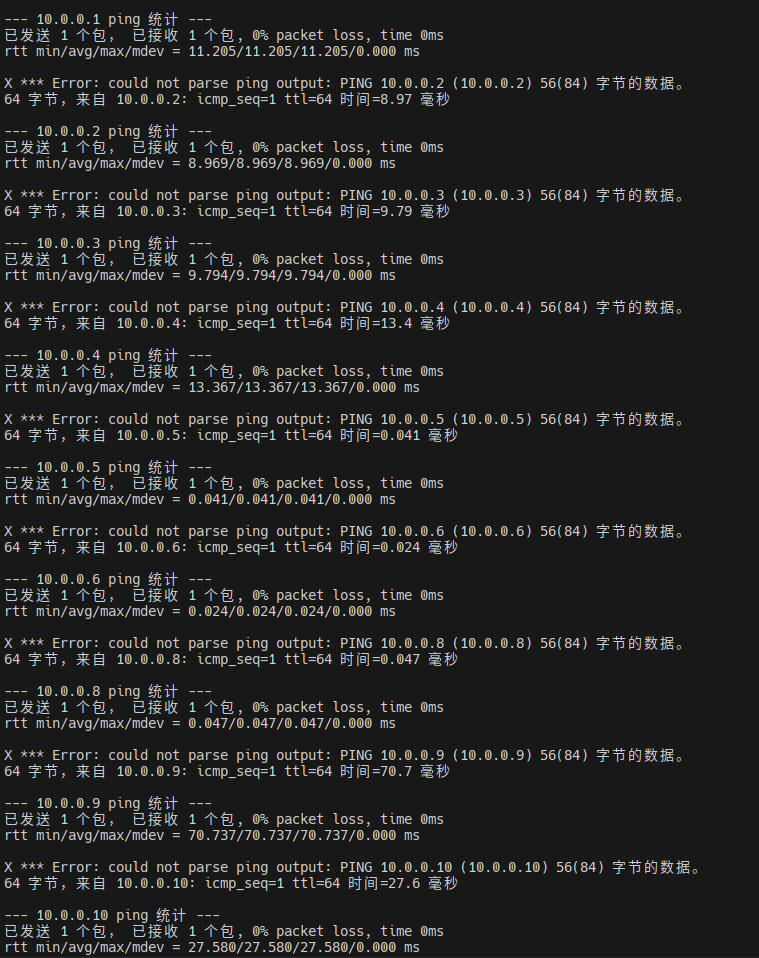 --- 10.0.0.1 ping 统计 ---
已发送 1 个包， 已接收 1 个包, 0% packet loss, time 0ms
rtt min/avg/max/mdev = 11.205/11.205/11.205/0.000 ms
X *** Error: could not parse ping output: PING 10.0.0.2 (10.0.0.2) 56(84) 字节的数据。
64 字节，来自 10.0.0.2: icmp_seq=1 ttl=64 时间=8.97 毫秒
--- 10.0.0.2 ping 统计 ---
已发送 1 个包， 已接收 1 个包, 0% packet loss, time 0ms
rtt min/avg/max/mdev = 8.969/8.969/8.969/0.000 ms
X *** Error: could not parse ping output: PING 10.0.0.3 (10.0.0.3) 56(84) 字节的数据。
64 字节，来自 10.0.0.3: icmp_seq=1 ttl=64 时间=9.79 毫秒
--- 10.0.0.3 ping 统计 ---
已发送 1 个包， 已接收 1 个包, 0% packet loss, time 0ms
rtt min/avg/max/mdev = 9.794/9.794/9.794/0.000 ms
X *** Error: could not parse ping output: PING 10.0.0.4 (10.0.0.4) 56(84) 字节的数据。
64 字节，来自 10.0.0.4: icmp_seq=1 ttl=64 时间=13.4 毫秒
--- 10.0.0.4 ping 统计 ---
已发送 1 个包， 已接收 1 个包, 0% packet loss, time 0ms
rtt min/avg/max/mdev = 13.367/13.367/13.367/0.000 ms
X *** Error: could not parse ping output: PING 10.0.0.5 (10.0.0.5) 56(84) 字节的数据。
64 字节，来自 10.0.0.5: icmp_seq=1 ttl=64 时间=0.041 毫秒
--- 10.0.0.5 ping 统计 ---
已发送 1 个包， 已接收 1 个包, 0% packet loss, time 0ms
rtt min/avg/max/mdev = 0.041/0.041/0.041/0.000 ms
X *** Error: could not parse ping output: PING 10.0.0.6 (10.0.0.6) 56(84) 字节的数据。
64 字节，来自 10.0.0.6: icmp_seq=1 ttl=64 时间=0.024 毫秒
--- 10.0.0.6 ping 统计 ---
已发送 1 个包， 已接收 1 个包, 0% packet loss, time 0ms
rtt min/avg/max/mdev = 0.024/0.024/0.024/0.000 ms
X *** Error: could not parse ping output: PING 10.0.0.8 (10.0.0.8) 56(84) 字节的数据。
64 字节，来自 10.0.0.8: icmp_seq=1 ttl=64 时间=0.047 毫秒
--- 10.0.0.8 ping 统计 ---
已发送 1 个包， 已接收 1 个包, 0% packet loss, time 0ms
rtt min/avg/max/mdev = 0.047/0.047/0.047/0.000 ms
X *** Error: could not parse ping output: PING 10.0.0.9 (10.0.0.9) 56(84) 字节的数据。
64 字节，来自 10.0.0.9: icmp_seq=1 ttl=64 时间=70.7 毫秒
--- 10.0.0.9 ping 统计 ---
已发送 1 个包， 已接收 1 个包, 0% packet loss, time 0ms
rtt min/avg/max/mdev = 70.737/70.737/70.737/0.000 ms
X *** Error: could not parse ping output: PING 10.0.0.10 (10.0.0.10) 56(84) 字节的数据。
64 字节，来自 10.0.0.10: icmp_seq=1 ttl=64 时间=27.6 毫秒
--- 10.0.0.10 ping 统计 ---
已发送 1 个包， 已接收 1 个包, 0% packet loss, time 0ms
rtt min/avg/max/mdev = 27.580/27.580/27.580/0.000 ms